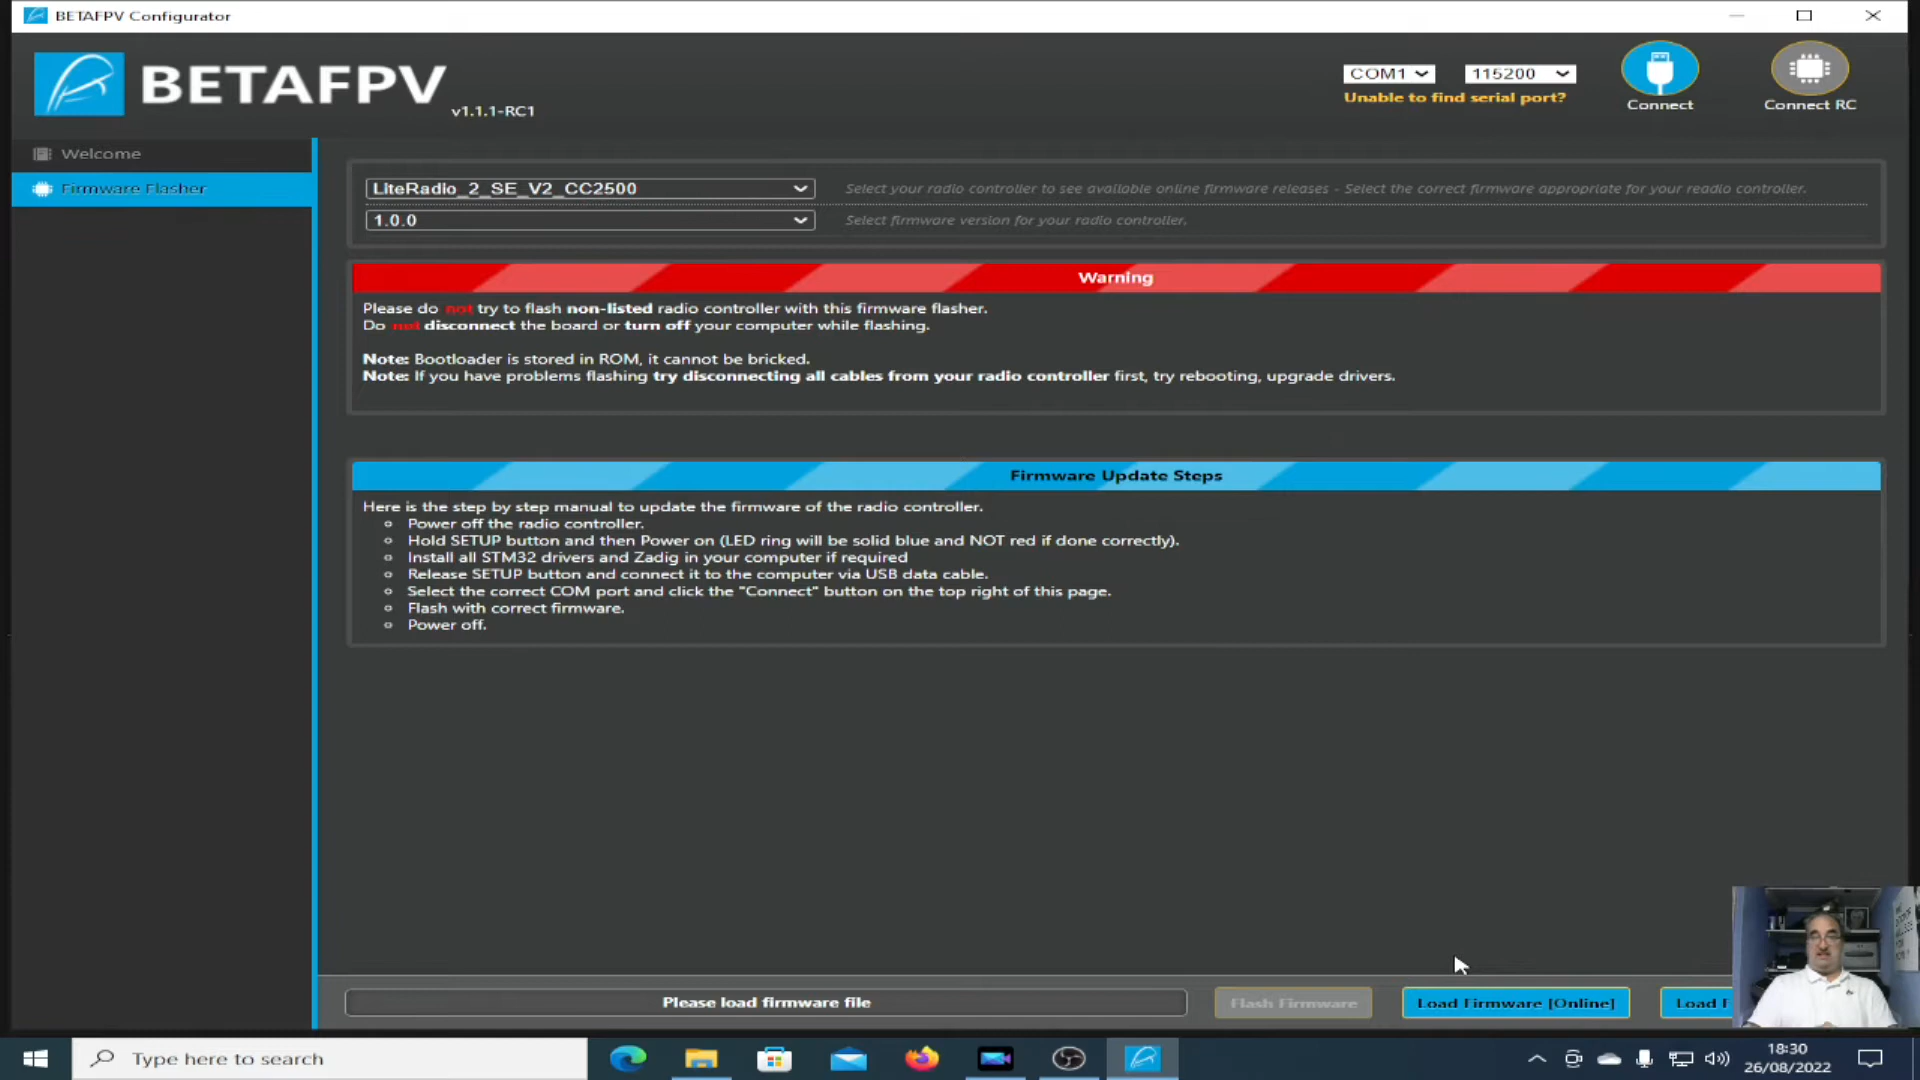 BETAFPV Configurator
BETAFPV
v1.1.1-RC1
COM1
115200
Unable to find serial port?
Connect
Connect RC
Welcome
Firmware Flasher
LiteRadio_2_SE_V2_CC2500
Select your radio controller to see available online firmware releases - Select the correct firmware appropriate for your readio controller.
1.0.0
Select firmware version for your radio controller.
Warning
Please do not try to flash non-listed radio controller with this firmware flasher.
Do not disconnect the board or turn off your computer while flashing.
Note: Bootloader is stored in ROM, it cannot be bricked.
Note: If you have problems flashing try disconnecting all cables from your radio controller first, try rebooting, upgrade drivers.
Firmware Update Steps
Here is the step by step manual to update the firmware of the radio controller.
Power off the radio controller.
Hold SETUP button and then Power on (LED ring will be solid blue and NOT red if done correctly).
Install all STM32 drivers and Zadig in your computer if required
Release SETUP button and connect it to the computer via USB data cable.
Select the correct COM port and click the "Connect" button on the top right of this page.
Flash with correct firmware.
Power off.
Please load firmware file
Flash Firmware
Load Firmware [Online]
Load F
Type here to search
18:30
26/08/2022